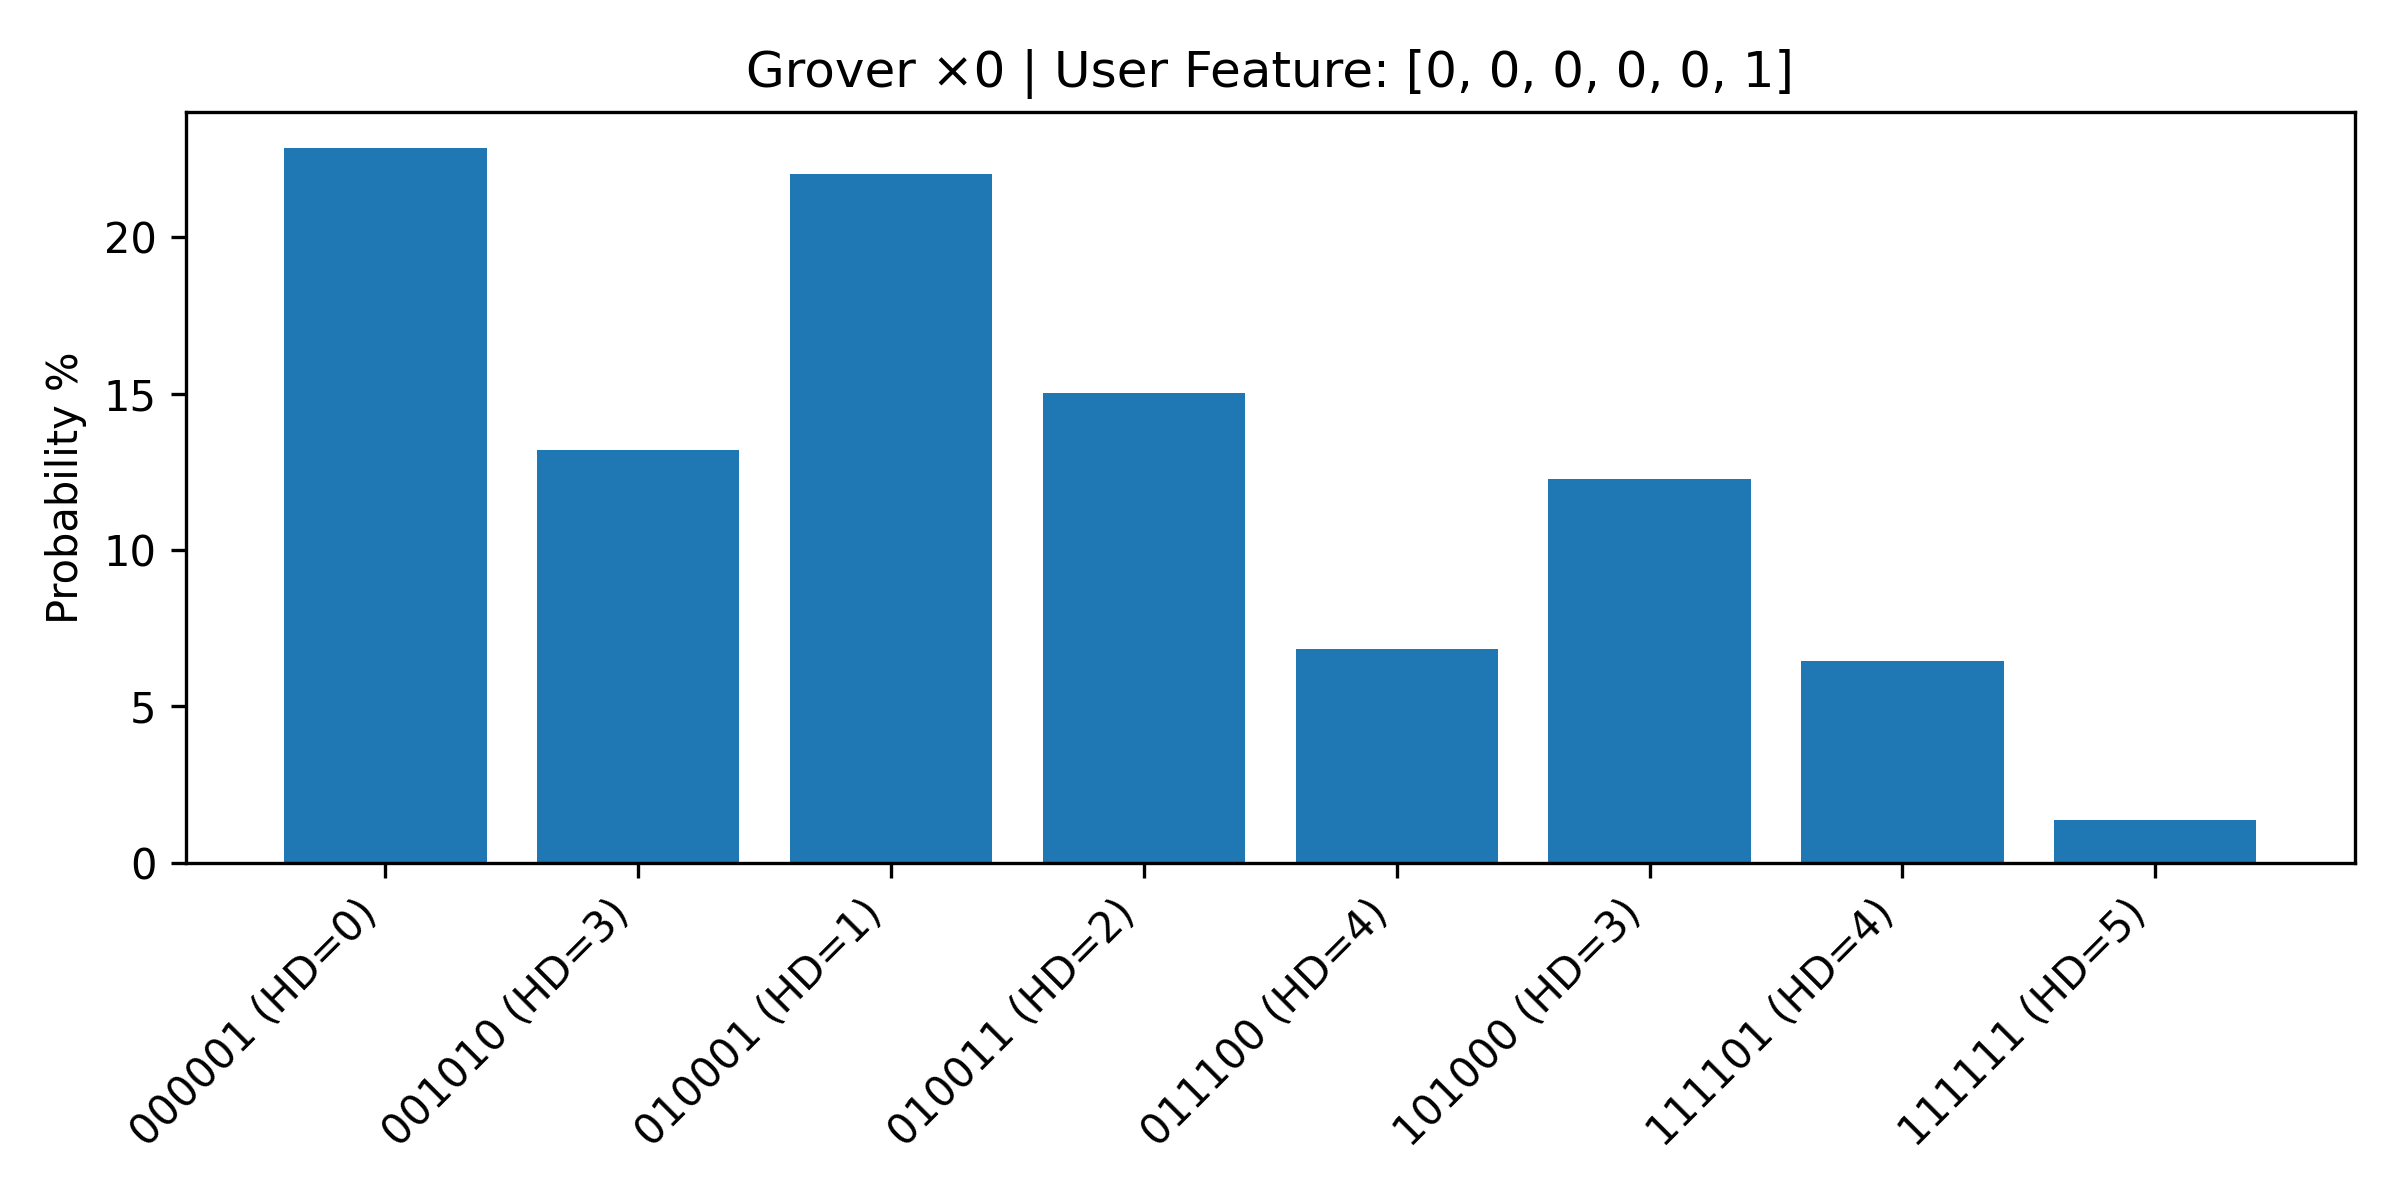 Grover ×0 | User Feature: [0, 0, 0, 0, 0, 1]
Probability %
20
15
10
5
0
000001 (HD=0)
001010 (HD=3)
010001 (HD=1)
010011 (HD=2)
011100 (HD=4)
101000 (HD=3)
111101 (HD=4)
111111 (HD=5)